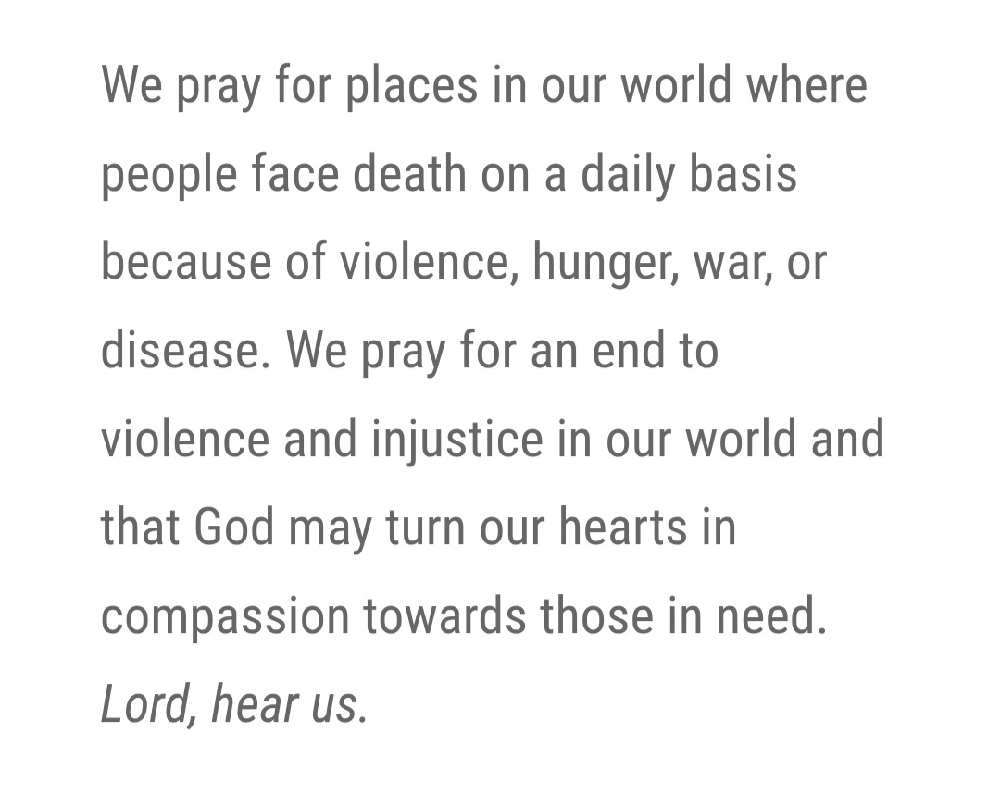 We pray for places in our world where
people face death on a daily basis
because of violence, hunger, war, or
disease. We pray for an end to
violence and injustice in our world and
that God may turn our hearts in
compassion towards those in need.
Lord, hear us.